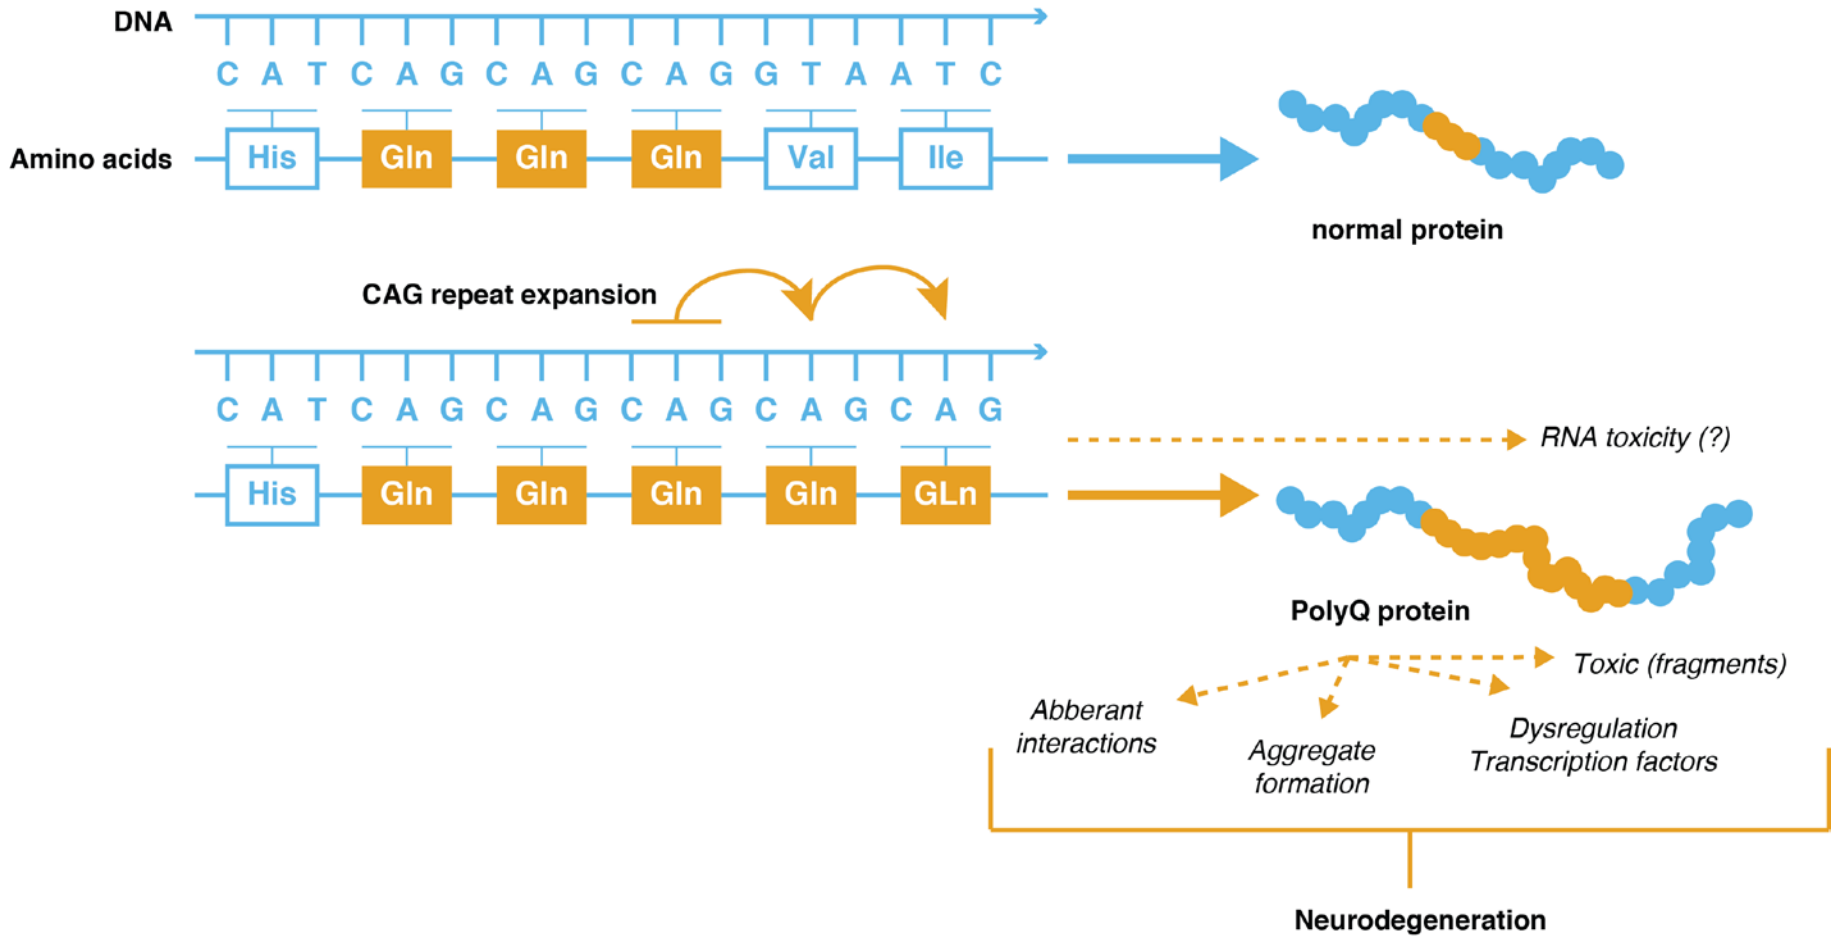 DNA
C A T C A G C A G C A G G T A A T C
Amino acids
His Gln Gln Gln Val Ile
normal protein
CAG repeat expansion
C A T C A G C A G C A G C A G C A G
RNA toxicity (?)
His Gln Gln Gln Gln GLn
PolyQ protein
Toxic (fragments)
Abberant
interactions
Aggregate
formation
Dysregulation
Transcription factors
Neurodegeneration